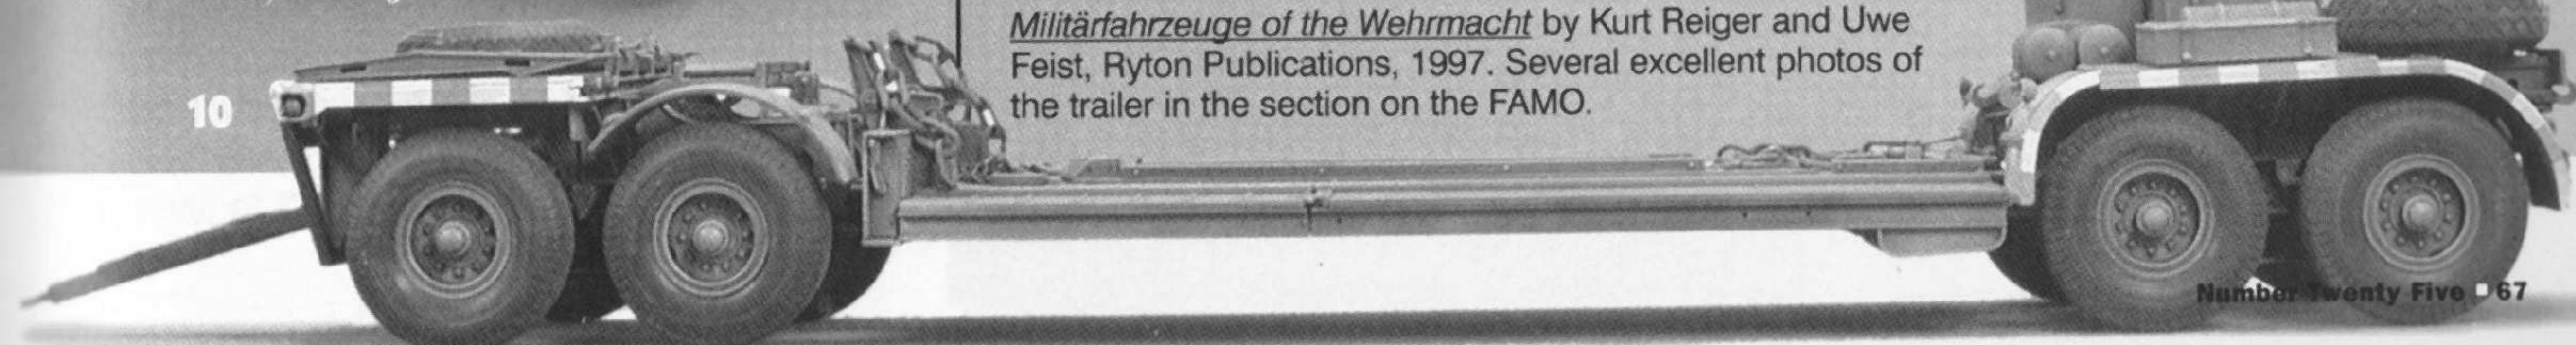 Militärfahrzeuge of the Wehrmacht by Kurt Reiger and Uwe
Feist, Ryton Publications, 1997. Several excellent photos of
the trailer in the section on the FAMO.
10
Number Twenty Five 67